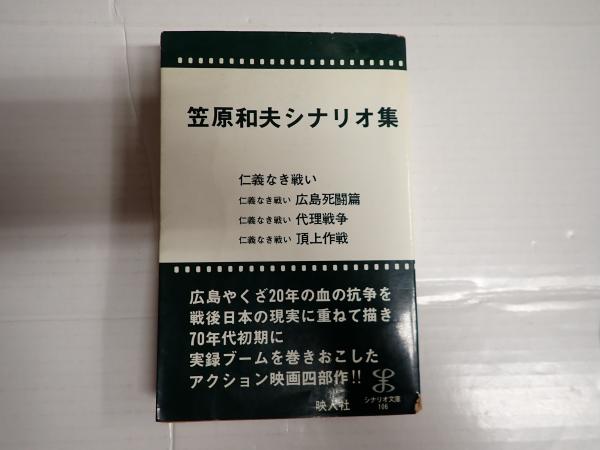 笠原和夫シナリオ集
仁義なき戦い
仁義なき戦い 広島死闘篇
仁義なき戦い 代理戦争
仁義なき戦い 頂上作戦
広島やくざ20年の血の抗争を
戦後日本の現実に重ねて描き
70年代初期に
実録ブームを巻きおこした
アクション映画四部作!!
映人社
シナリオ文庫
106